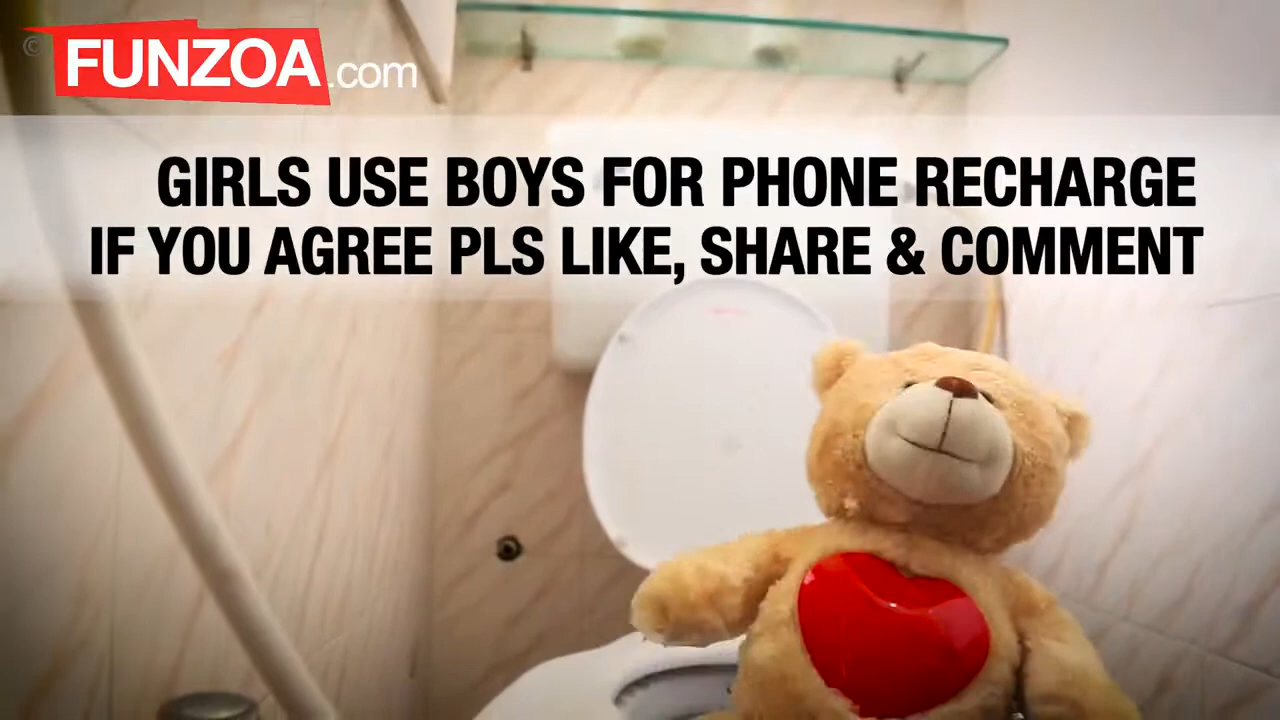 ©
FUNZOA.com
GIRLS USE BOYS FOR PHONE RECHARGE
IF YOU AGREE PLS LIKE, SHARE & COMMENT